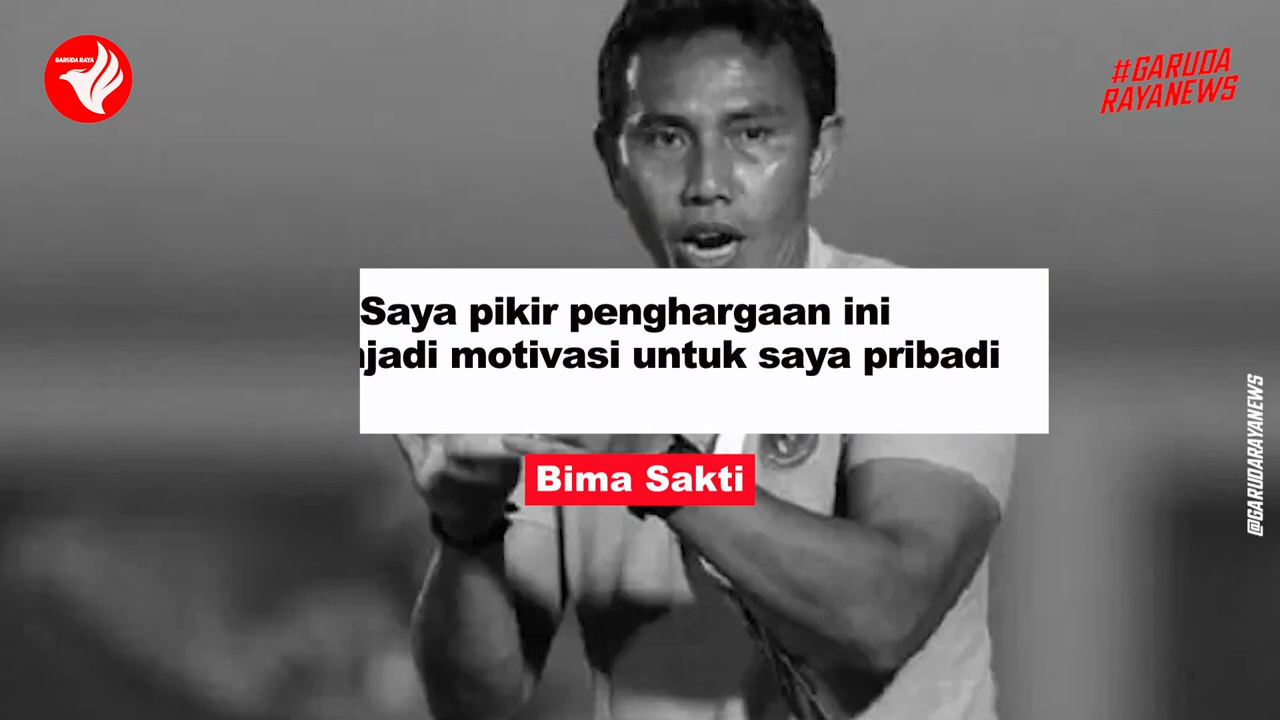 GARUDA RAYA
#GARUDA
RAYANEWS
Saya pikir penghargaan ini
jadi motivasi untuk saya pribadi
Bima Sakti
@GARUDARAYANEWS